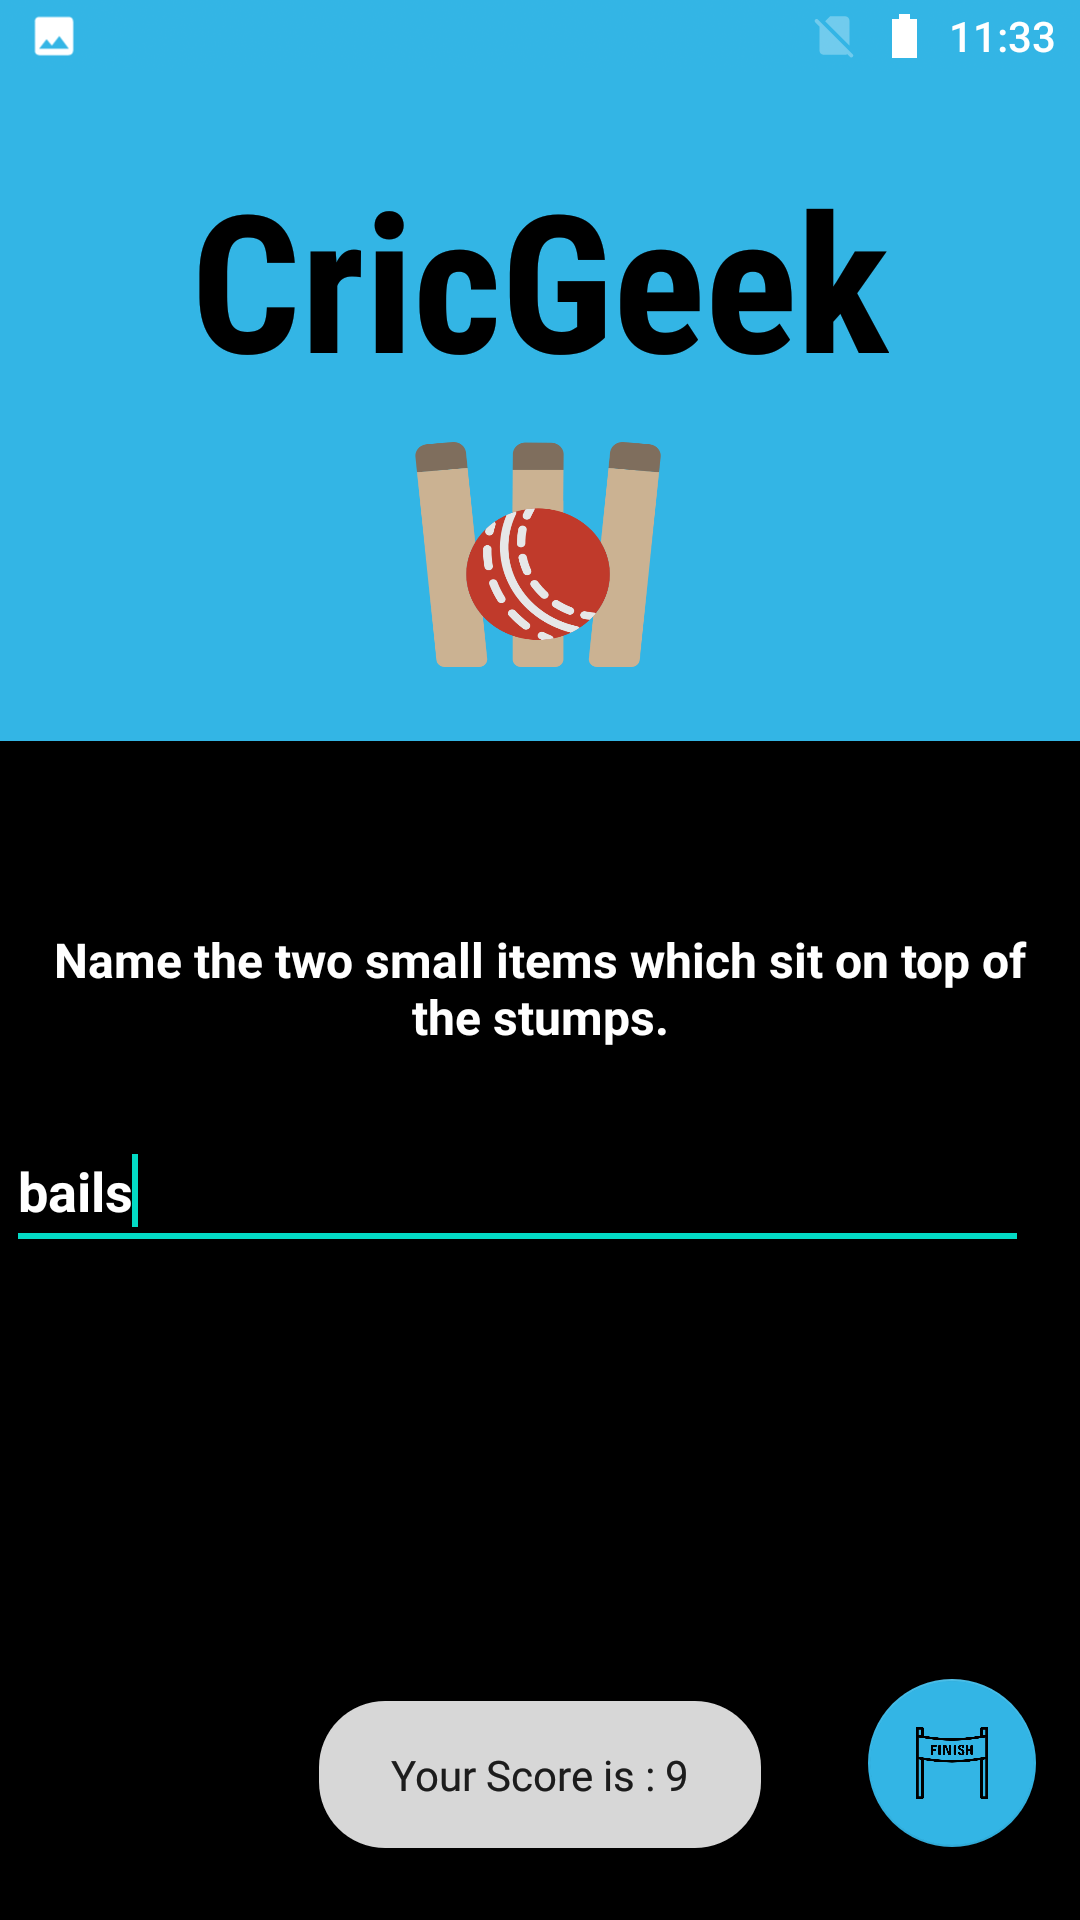 11:33
CricGeek
Name the two small items which sit on top of
the stumps.
bails
FINISH
Your Score is : 9